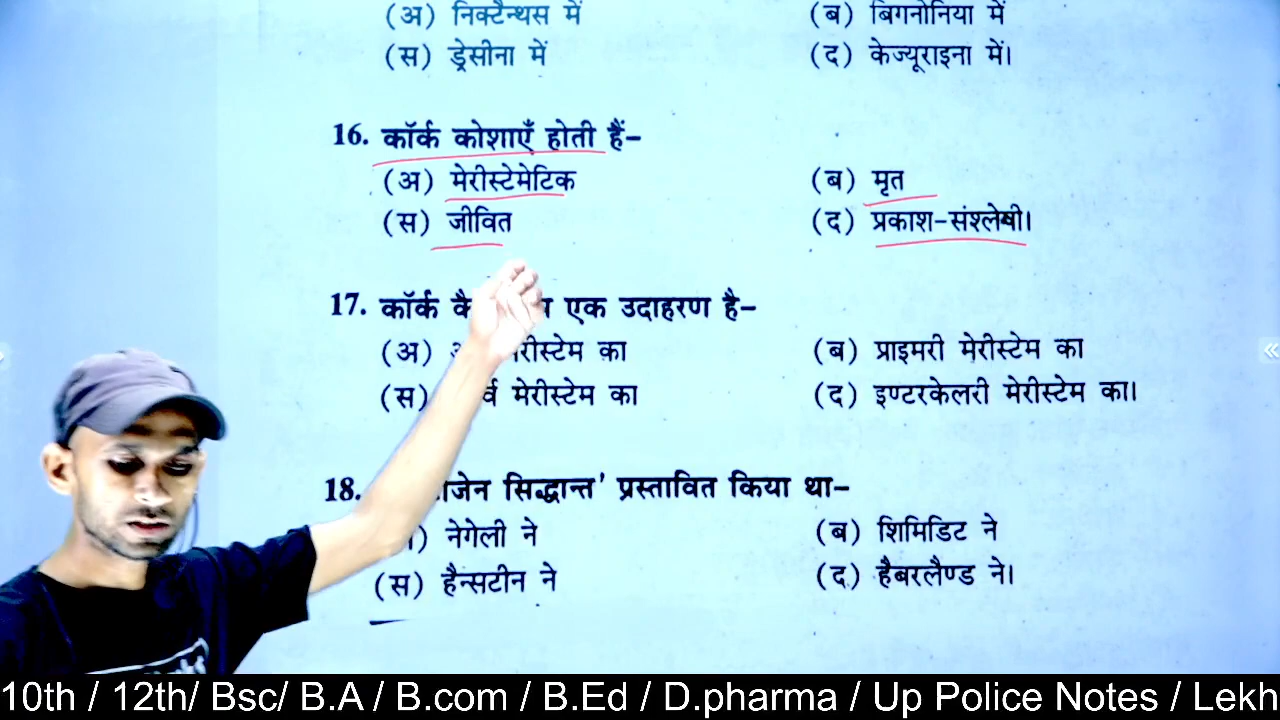 (अ) निक्टैन्थस में (ब) बिगनोनिया में
(स) ड्रेसीना में (द) केज्यूराइना में।
16. कॉर्क कोशाएँ होती हैं–
(अ) मेरीस्टेमेटिक (ब) मृत
(स) जीवित (द) प्रकाश-संश्लेषी।
17. कॉर्क एक उदाहरण है–
(अ) का (ब) प्राइमरी मेरीस्टेम का
(स) मेरीस्टेम का (द) इण्टरकेलरी मेरीस्टेम का।
18. सिद्धान्त' प्रस्तावित किया था–
नेगेली ने (ब) शिमिडिट ने
(स) हैन्सटीन ने (द) हैबरलैण्ड ने।
10th / 12th/ Bsc/ B.A / B.com / B.Ed / D.pharma / Up Police Notes / Lekh